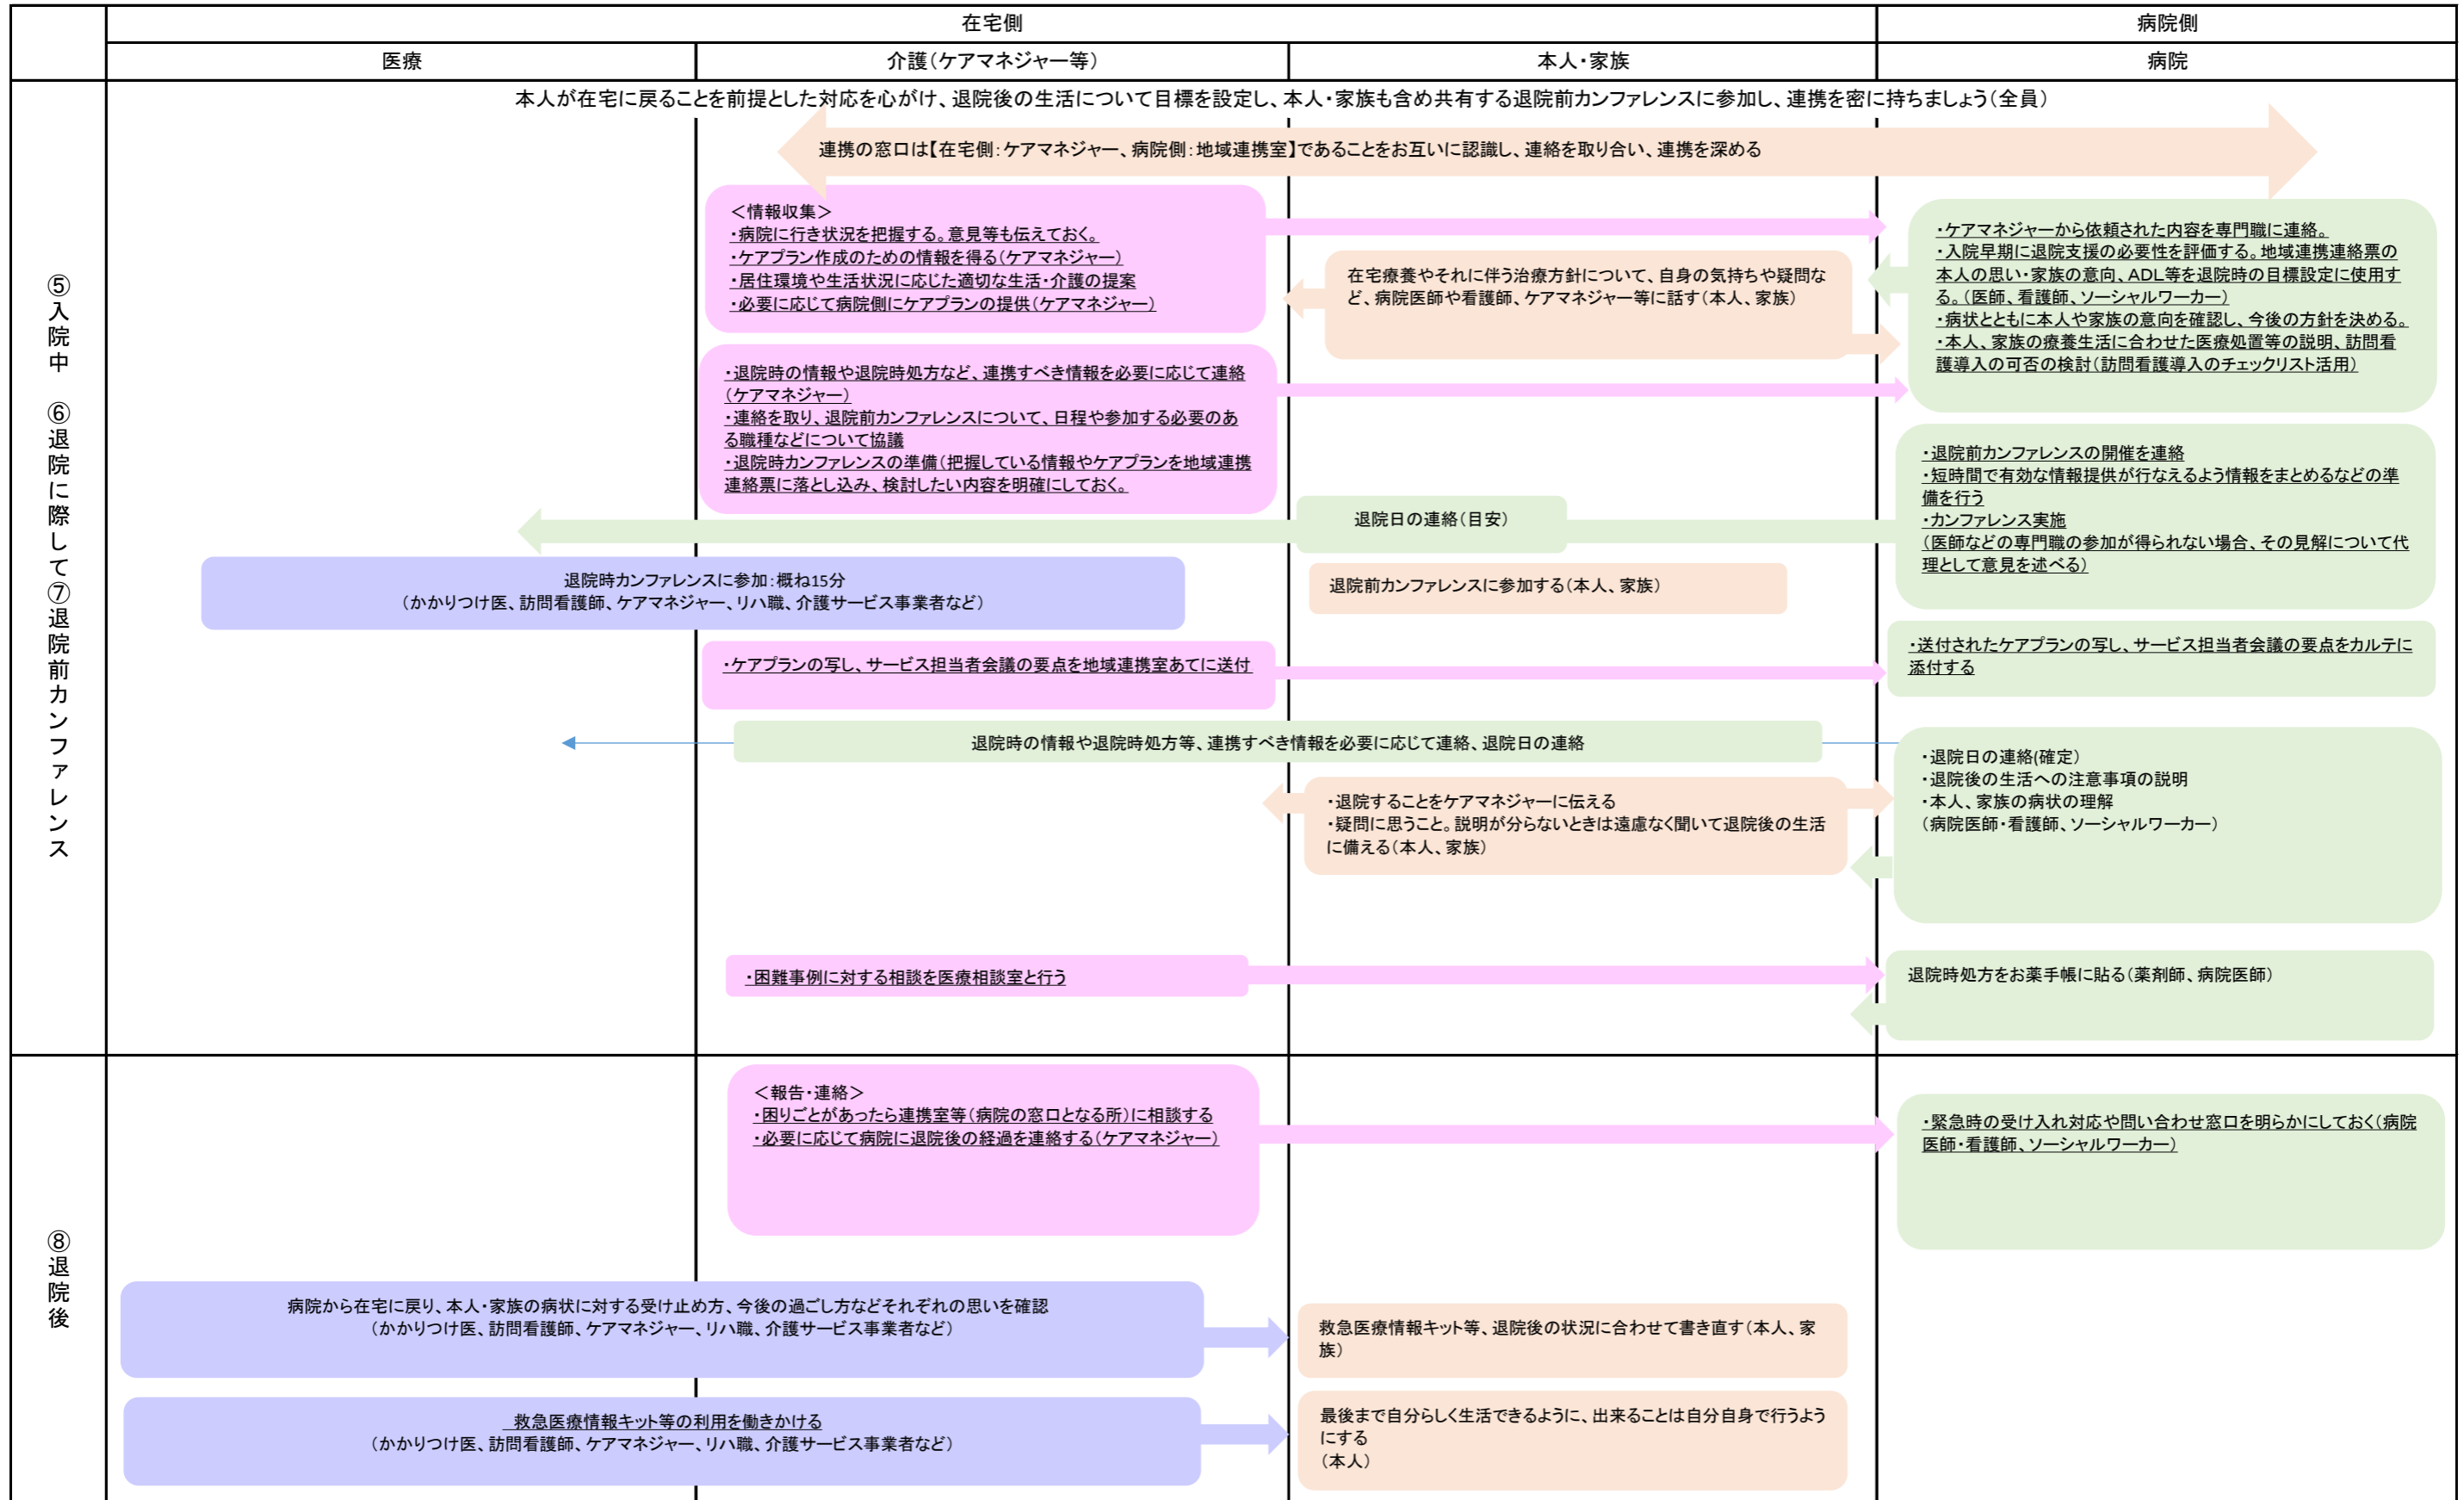 在宅側
病院側
医療
介護（ケアマネジャー等）
本人・家族
病院
⑤入院中　⑥退院に際して⑦退院前カンファレンス
本人が在宅に戻ることを前提とした対応を心がけ、退院後の生活について目標を設定し、本人・家族も含め共有する退院前カンファレンスに参加し、連携を密に持ちましょう（全員）
連携の窓口は【在宅側：ケアマネジャー、病院側：地域連携室】であることをお互いに認識し、連絡を取り合い、連携を深める
＜情報収集＞
・病院に行き状況を把握する。意見等も伝えておく。
・ケアプラン作成のための情報を得る（ケアマネジャー）
・居住環境や生活状況に応じた適切な生活・介護の提案
・必要に応じて病院側にケアプランの提供（ケアマネジャー）
在宅療養やそれに伴う治療方針について、自身の気持ちや疑問な
ど、病院医師や看護師、ケアマネジャー等に話す（本人、家族）
・ケアマネジャーから依頼された内容を専門職に連絡。
・入院早期に退院支援の必要性を評価する。地域連携連絡票の
本人の思い・家族の意向、ADL等を退院時の目標設定に使用す
る。（医師、看護師、ソーシャルワーカー）
・病状とともに本人や家族の意向を確認し、今後の方針を決める。
・本人、家族の療養生活に合わせた医療処置等の説明、訪問看
護導入の可否の検討（訪問看護導入のチェックリスト活用）
・退院時の情報や退院時処方など、連携すべき情報を必要に応じて連絡
（ケアマネジャー）
・連絡を取り、退院前カンファレンスについて、日程や参加する必要のあ
る職種などについて協議
・退院時カンファレンスの準備（把握している情報やケアプランを地域連携
連絡票に落とし込み、検討したい内容を明確にしておく。
・退院前カンファレンスの開催を連絡
・短時間で有効な情報提供が行なえるよう情報をまとめるなどの準
備を行う
・カンファレンス実施
（医師などの専門職の参加が得られない場合、その見解について代
理として意見を述べる）
退院日の連絡（目安）
退院時カンファレンスに参加：概ね15分
（かかりつけ医、訪問看護師、ケアマネジャー、リハ職、介護サービス事業者など）
退院前カンファレンスに参加する（本人、家族）
・ケアプランの写し、サービス担当者会議の要点を地域連携室あてに送付
・送付されたケアプランの写し、サービス担当者会議の要点をカルテに
添付する
退院時の情報や退院時処方等、連携すべき情報を必要に応じて連絡、退院日の連絡
・退院日の連絡(確定）
・退院後の生活への注意事項の説明
・本人、家族の病状の理解
（病院医師・看護師、ソーシャルワーカー）
・退院することをケアマネジャーに伝える
・疑問に思うこと。説明が分らないときは遠慮なく聞いて退院後の生活
に備える（本人、家族）
・困難事例に対する相談を医療相談室と行う
退院時処方をお薬手帳に貼る（薬剤師、病院医師）
⑧退院後
＜報告・連絡＞
・困りごとがあったら連携室等（病院の窓口となる所）に相談する
・必要に応じて病院に退院後の経過を連絡する（ケアマネジャー）
・緊急時の受け入れ対応や問い合わせ窓口を明らかにしておく（病院
医師・看護師、ソーシャルワーカー）
病院から在宅に戻り、本人・家族の病状に対する受け止め方、今後の過ごし方などそれぞれの思いを確認
（かかりつけ医、訪問看護師、ケアマネジャー、リハ職、介護サービス事業者など）
救急医療情報キット等、退院後の状況に合わせて書き直す（本人、家
族）
救急医療情報キット等の利用を働きかける
（かかりつけ医、訪問看護師、ケアマネジャー、リハ職、介護サービス事業者など）
最後まで自分らしく生活できるように、出来ることは自分自身で行うよう
にする
（本人）